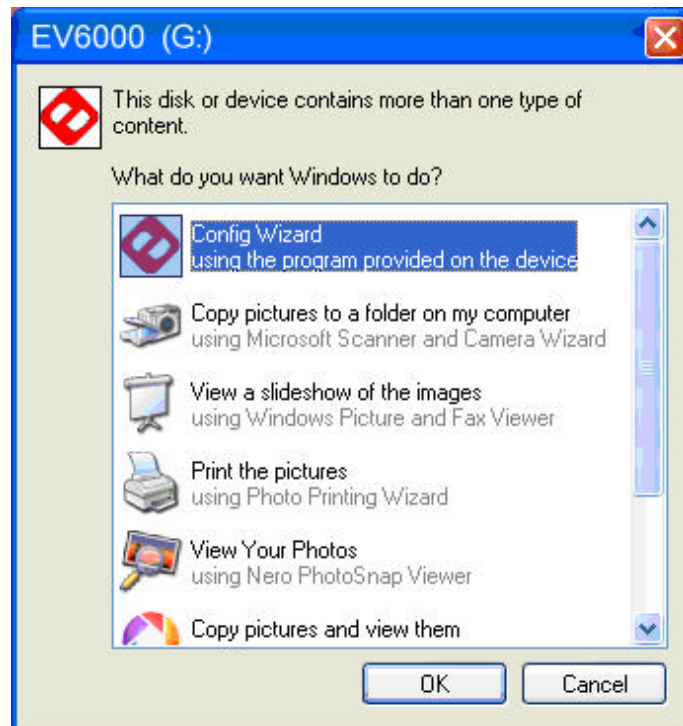 EV6000 (G:)
This disk or device contains more than one type of
content.
What do you want Windows to do?
Config Wizard
using the program provided on the device
Copy pictures to a folder on my computer
using Microsoft Scanner and Camera Wizard
View a slideshow of the images
using Windows Picture and Fax Viewer
Print the pictures
using Photo Printing Wizard
View Your Photos
using Nero PhotoSnap Viewer
Copy pictures and view them
OK
Cancel